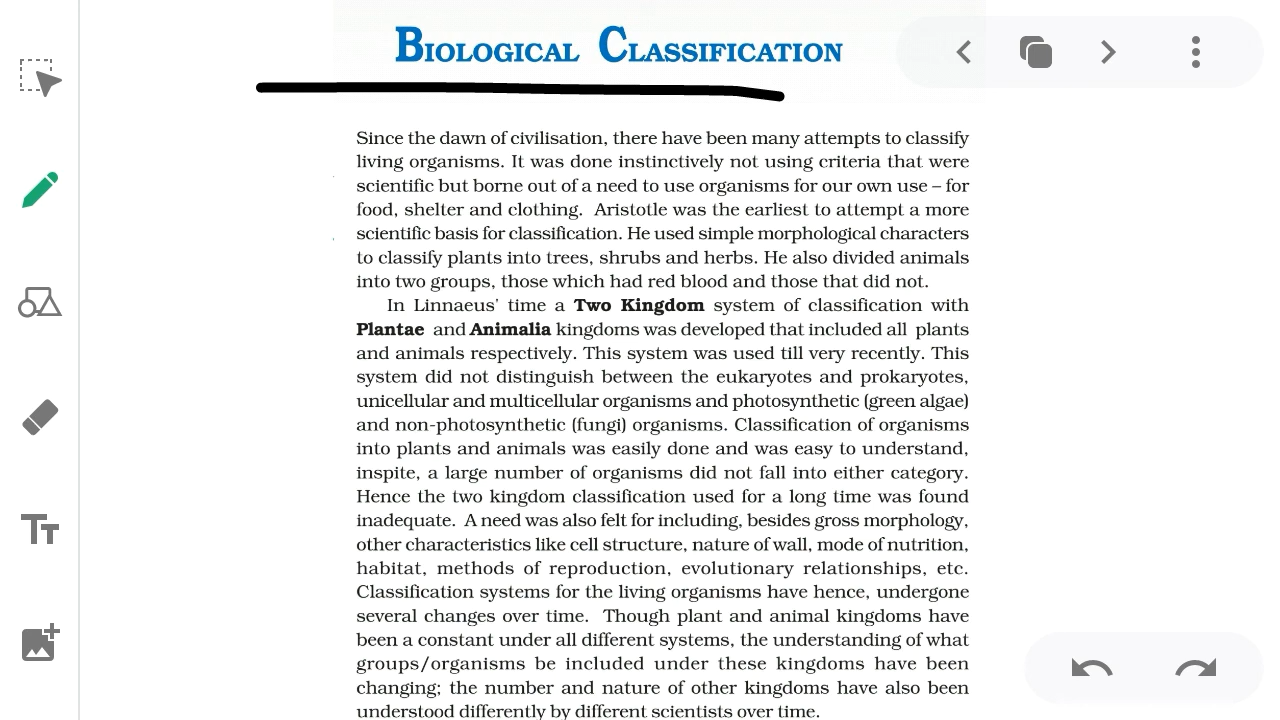 BIOLOGICAL CLASSIFICATION
Since the dawn of civilisation, there have been many attempts to classify
living organisms. It was done instinctively not using criteria that were
scientific but borne out of a need to use organisms for our own use – for
food, shelter and clothing. Aristotle was the earliest to attempt a more
scientific basis for classification. He used simple morphological characters
to classify plants into trees, shrubs and herbs. He also divided animals
into two groups, those which had red blood and those that did not.
In Linnaeus' time a Two Kingdom system of classification with
Plantae and Animalia kingdoms was developed that included all plants
and animals respectively. This system was used till very recently. This
system did not distinguish between the eukaryotes and prokaryotes,
unicellular and multicellular organisms and photosynthetic (green algae)
and non-photosynthetic (fungi) organisms. Classification of organisms
into plants and animals was easily done and was easy to understand,
inspite, a large number of organisms did not fall into either category.
Hence the two kingdom classification used for a long time was found
inadequate. A need was also felt for including, besides gross morphology,
other characteristics like cell structure, nature of wall, mode of nutrition,
habitat, methods of reproduction, evolutionary relationships, etc.
Classification systems for the living organisms have hence, undergone
several changes over time. Though plant and animal kingdoms have
been a constant under all different systems, the understanding of what
groups/organisms be included under these kingdoms have been
changing; the number and nature of other kingdoms have also been
understood differently by different scientists over time.